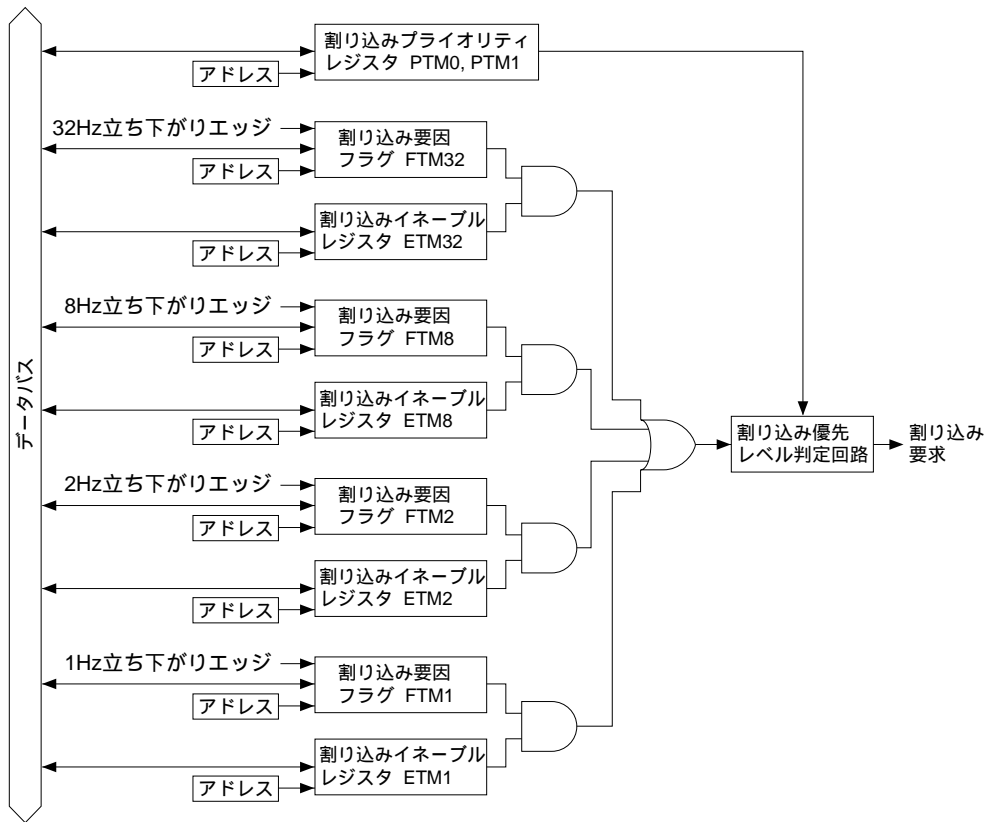 割り込みプライオリティ
レジスタ PTM0, PTM1
アドレス
32Hz立ち下がりエッジ
割り込み要因
フラグ FTM32
アドレス
割り込みイネーブル
レジスタ ETM32
アドレス
8Hz立ち下がりエッジ
割り込み要因
フラグ FTM8
アドレス
割り込みイネーブル
レジスタ ETM8
アドレス
データバス
割り込み優先
レベル判定回路
割り込み
要求
2Hz立ち下がりエッジ
割り込み要因
フラグ FTM2
アドレス
割り込みイネーブル
レジスタ ETM2
アドレス
1Hz立ち下がりエッジ
割り込み要因
フラグ FTM1
アドレス
割り込みイネーブル
レジスタ ETM1
アドレス